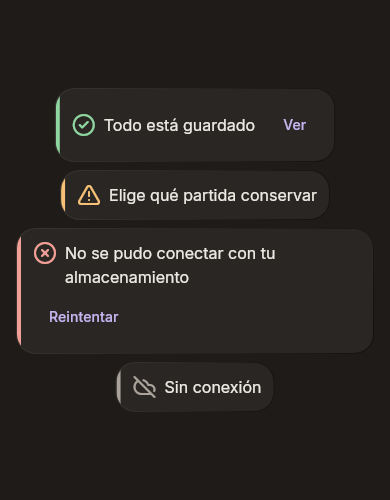 Todo está guardado Ver
Elige qué partida conservar
No se pudo conectar con tu
almacenamiento
Reintentar
Sin conexión